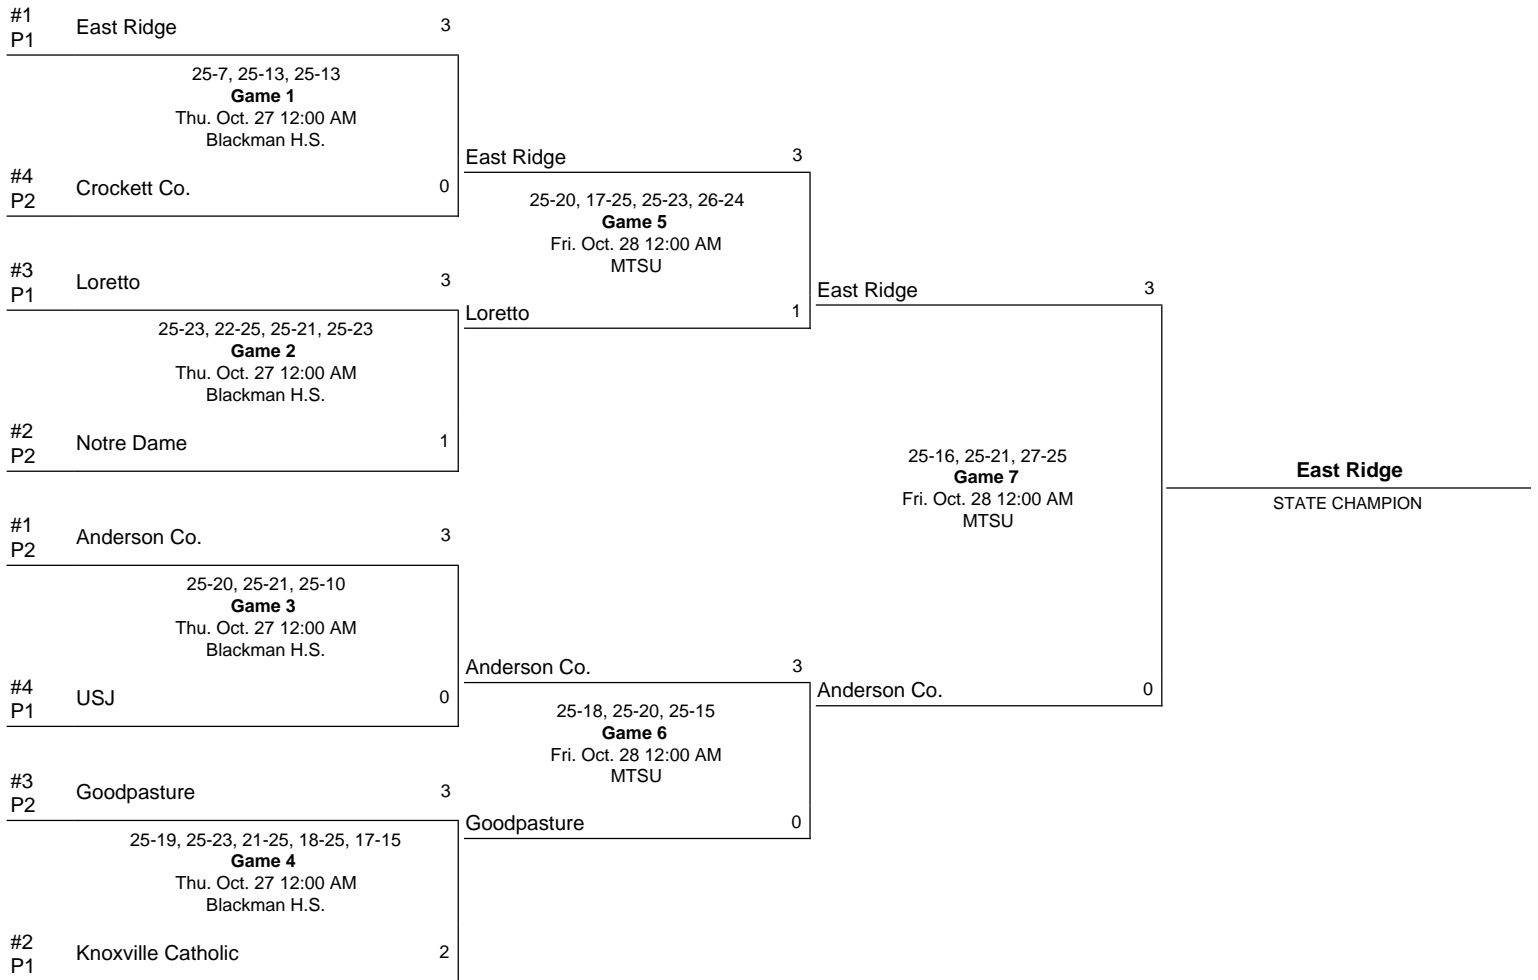 #1
P1
East Ridge 3
25-7, 25-13, 25-13
Game 1
Thu. Oct. 27 12:00 AM
Blackman H.S.
#4
P2
Crockett Co. 0
#3
P1
Loretto 3
25-23, 22-25, 25-21, 25-23
Game 2
Thu. Oct. 27 12:00 AM
Blackman H.S.
#2
P2
Notre Dame 1
#1
P2
Anderson Co. 3
25-20, 25-21, 25-10
Game 3
Thu. Oct. 27 12:00 AM
Blackman H.S.
#4
P1
USJ 0
#3
P2
Goodpasture 3
25-19, 25-23, 21-25, 18-25, 17-15
Game 4
Thu. Oct. 27 12:00 AM
Blackman H.S.
#2
P1
Knoxville Catholic 2
East Ridge 3
25-20, 17-25, 25-23, 26-24
Game 5
Fri. Oct. 28 12:00 AM
MTSU
Loretto 1
Anderson Co. 3
25-18, 25-20, 25-15
Game 6
Fri. Oct. 28 12:00 AM
MTSU
Goodpasture 0
East Ridge 3
25-16, 25-21, 27-25
Game 7
Fri. Oct. 28 12:00 AM
MTSU
Anderson Co. 0
East Ridge
STATE CHAMPION